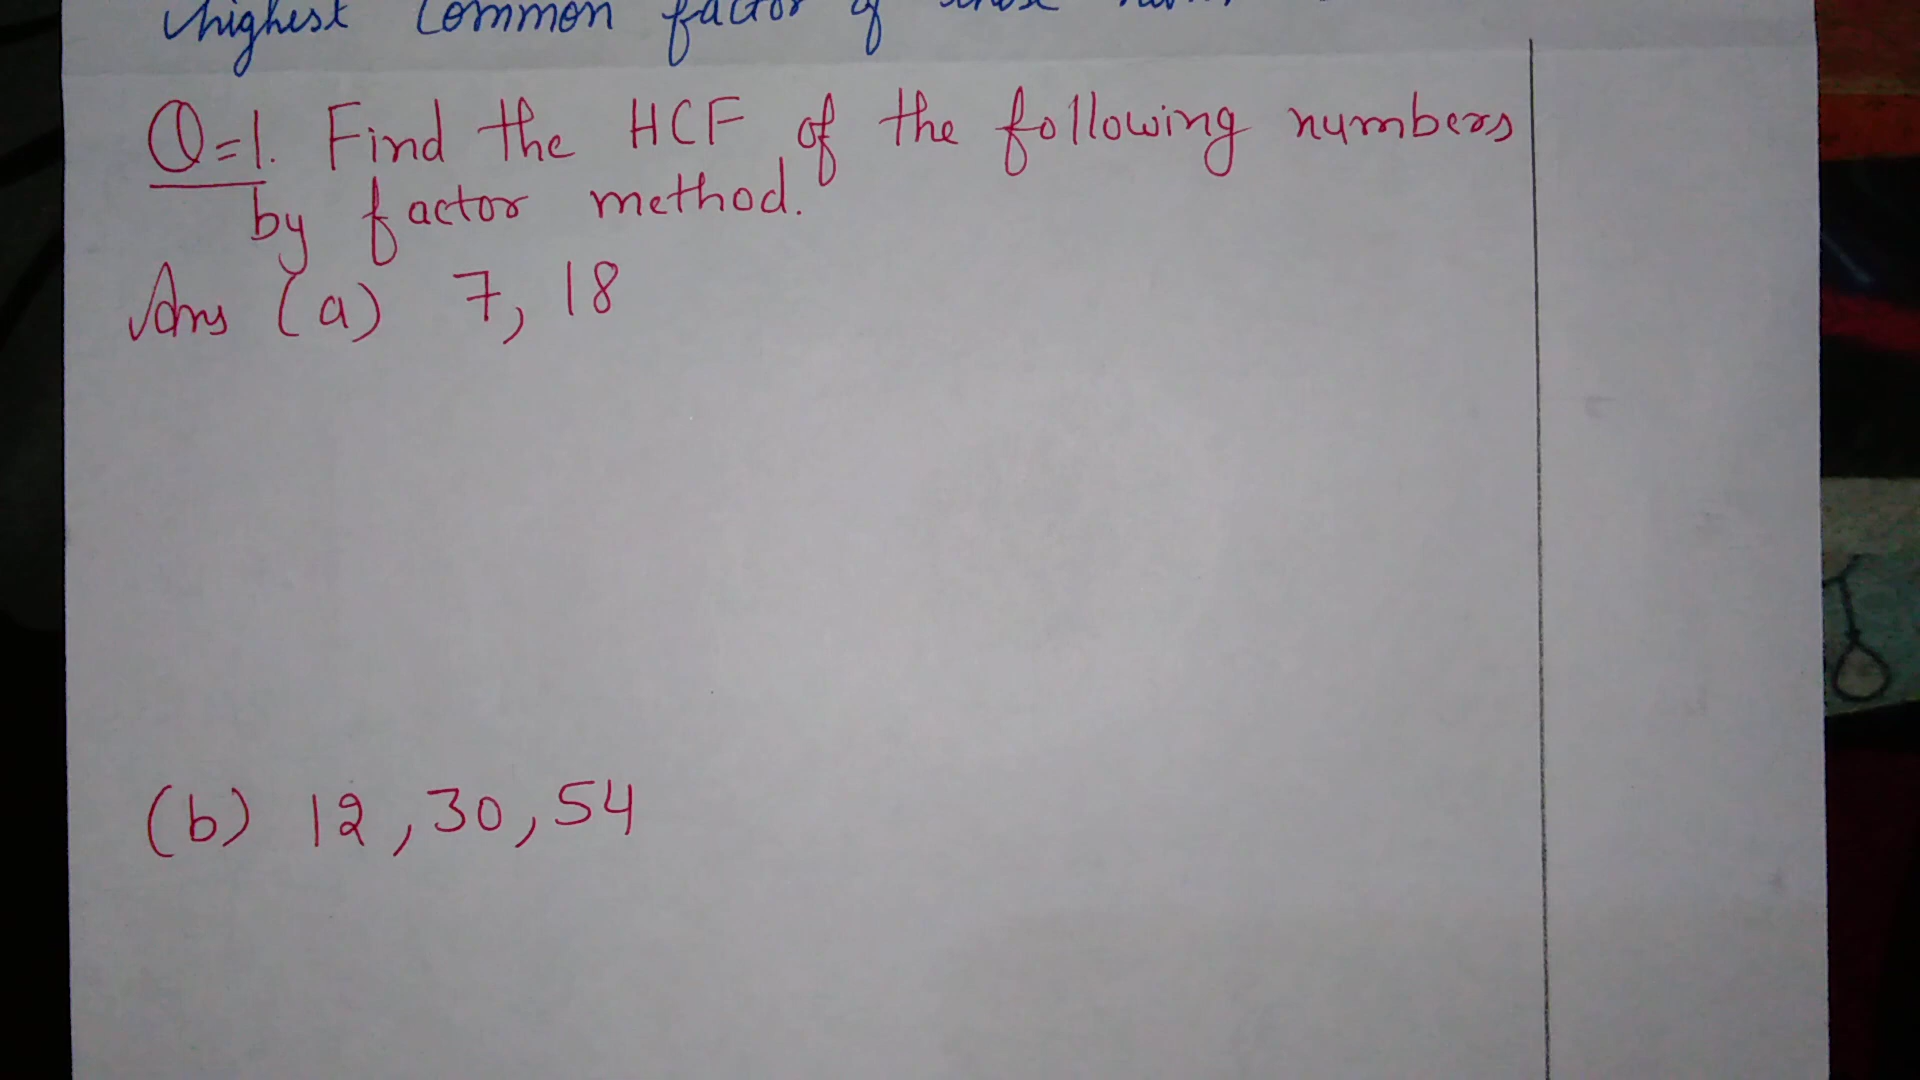 highest common factor of
Q=1. Find the HCF of the following numbers
by factor method.
Ans (a) 7, 18
(b) 12, 30, 54